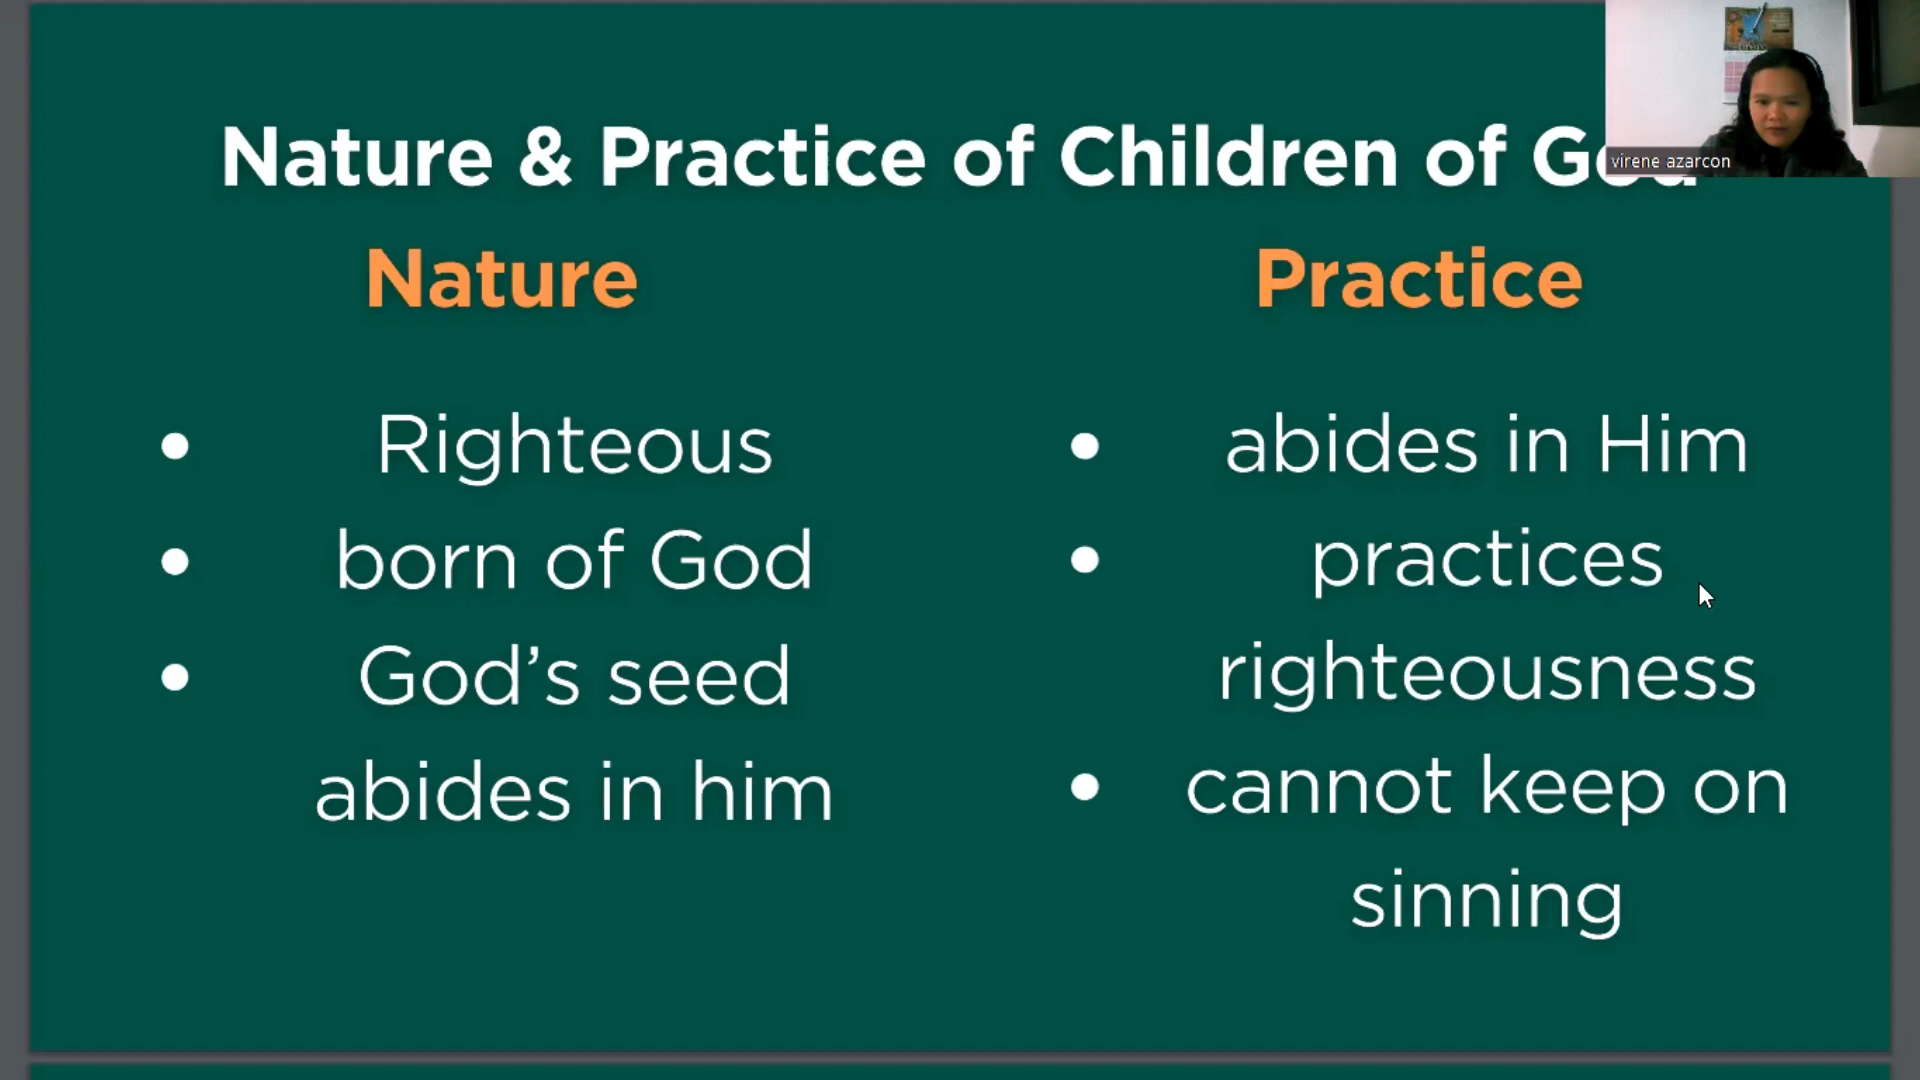 Nature & Practice of Children of God
virene azarcon
Nature
Practice
• Righteous
• born of God
• God’s seed
abides in him
• abides in Him
• practices
righteousness
• cannot keep on
sinning